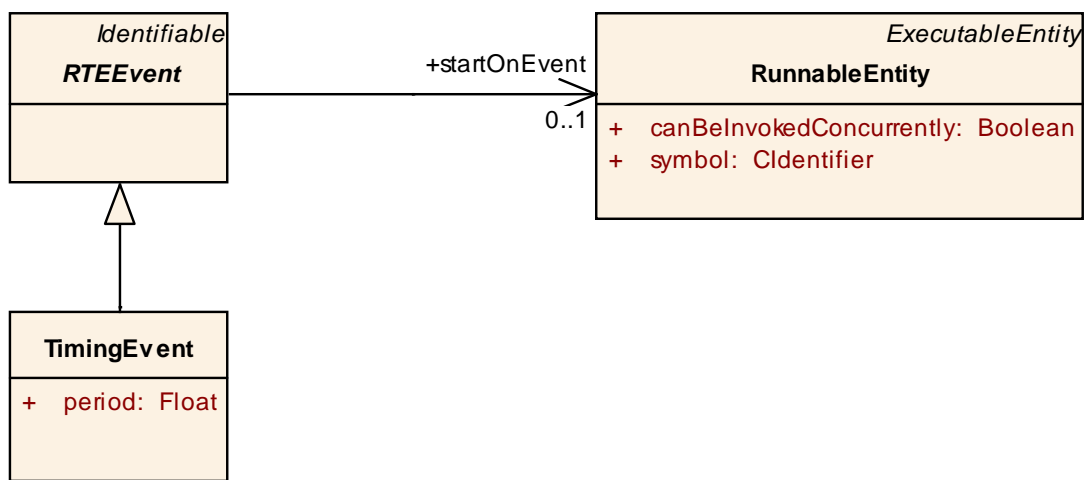 Identifiable
RTEEvent
+startOnEvent
0..1
ExecutableEntity
RunnableEntity
+ canBeInvokedConcurrently: Boolean
+ symbol: CIdentifier
TimingEvent
+ period: Float